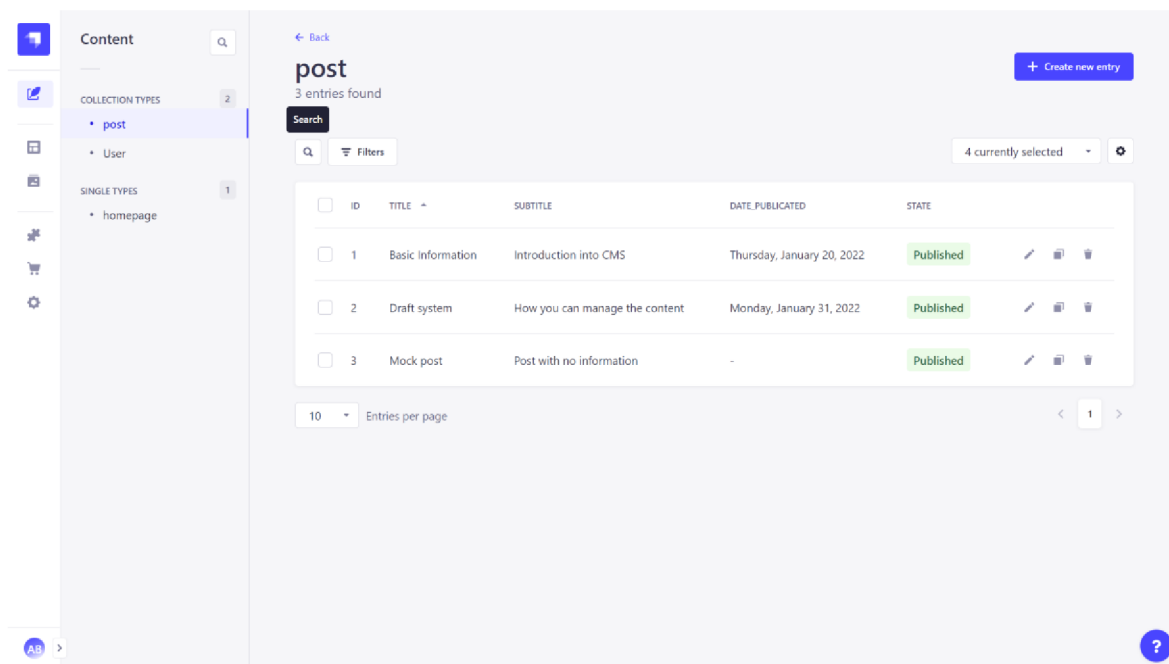 Content
COLLECTION TYPES 2
• post
• User
SINGLE TYPES 1
• homepage
AB
← Back
post
3 entries found
+ Create new entry
Search
Filters
4 currently selected
ID TITLE SUBTITLE DATE_PUBLICATED STATE
1 Basic Information Introduction into CMS Thursday, January 20, 2022 Published
2 Draft system How you can manage the content Monday, January 31, 2022 Published
3 Mock post Post with no information - Published
10 Entries per page
1
?